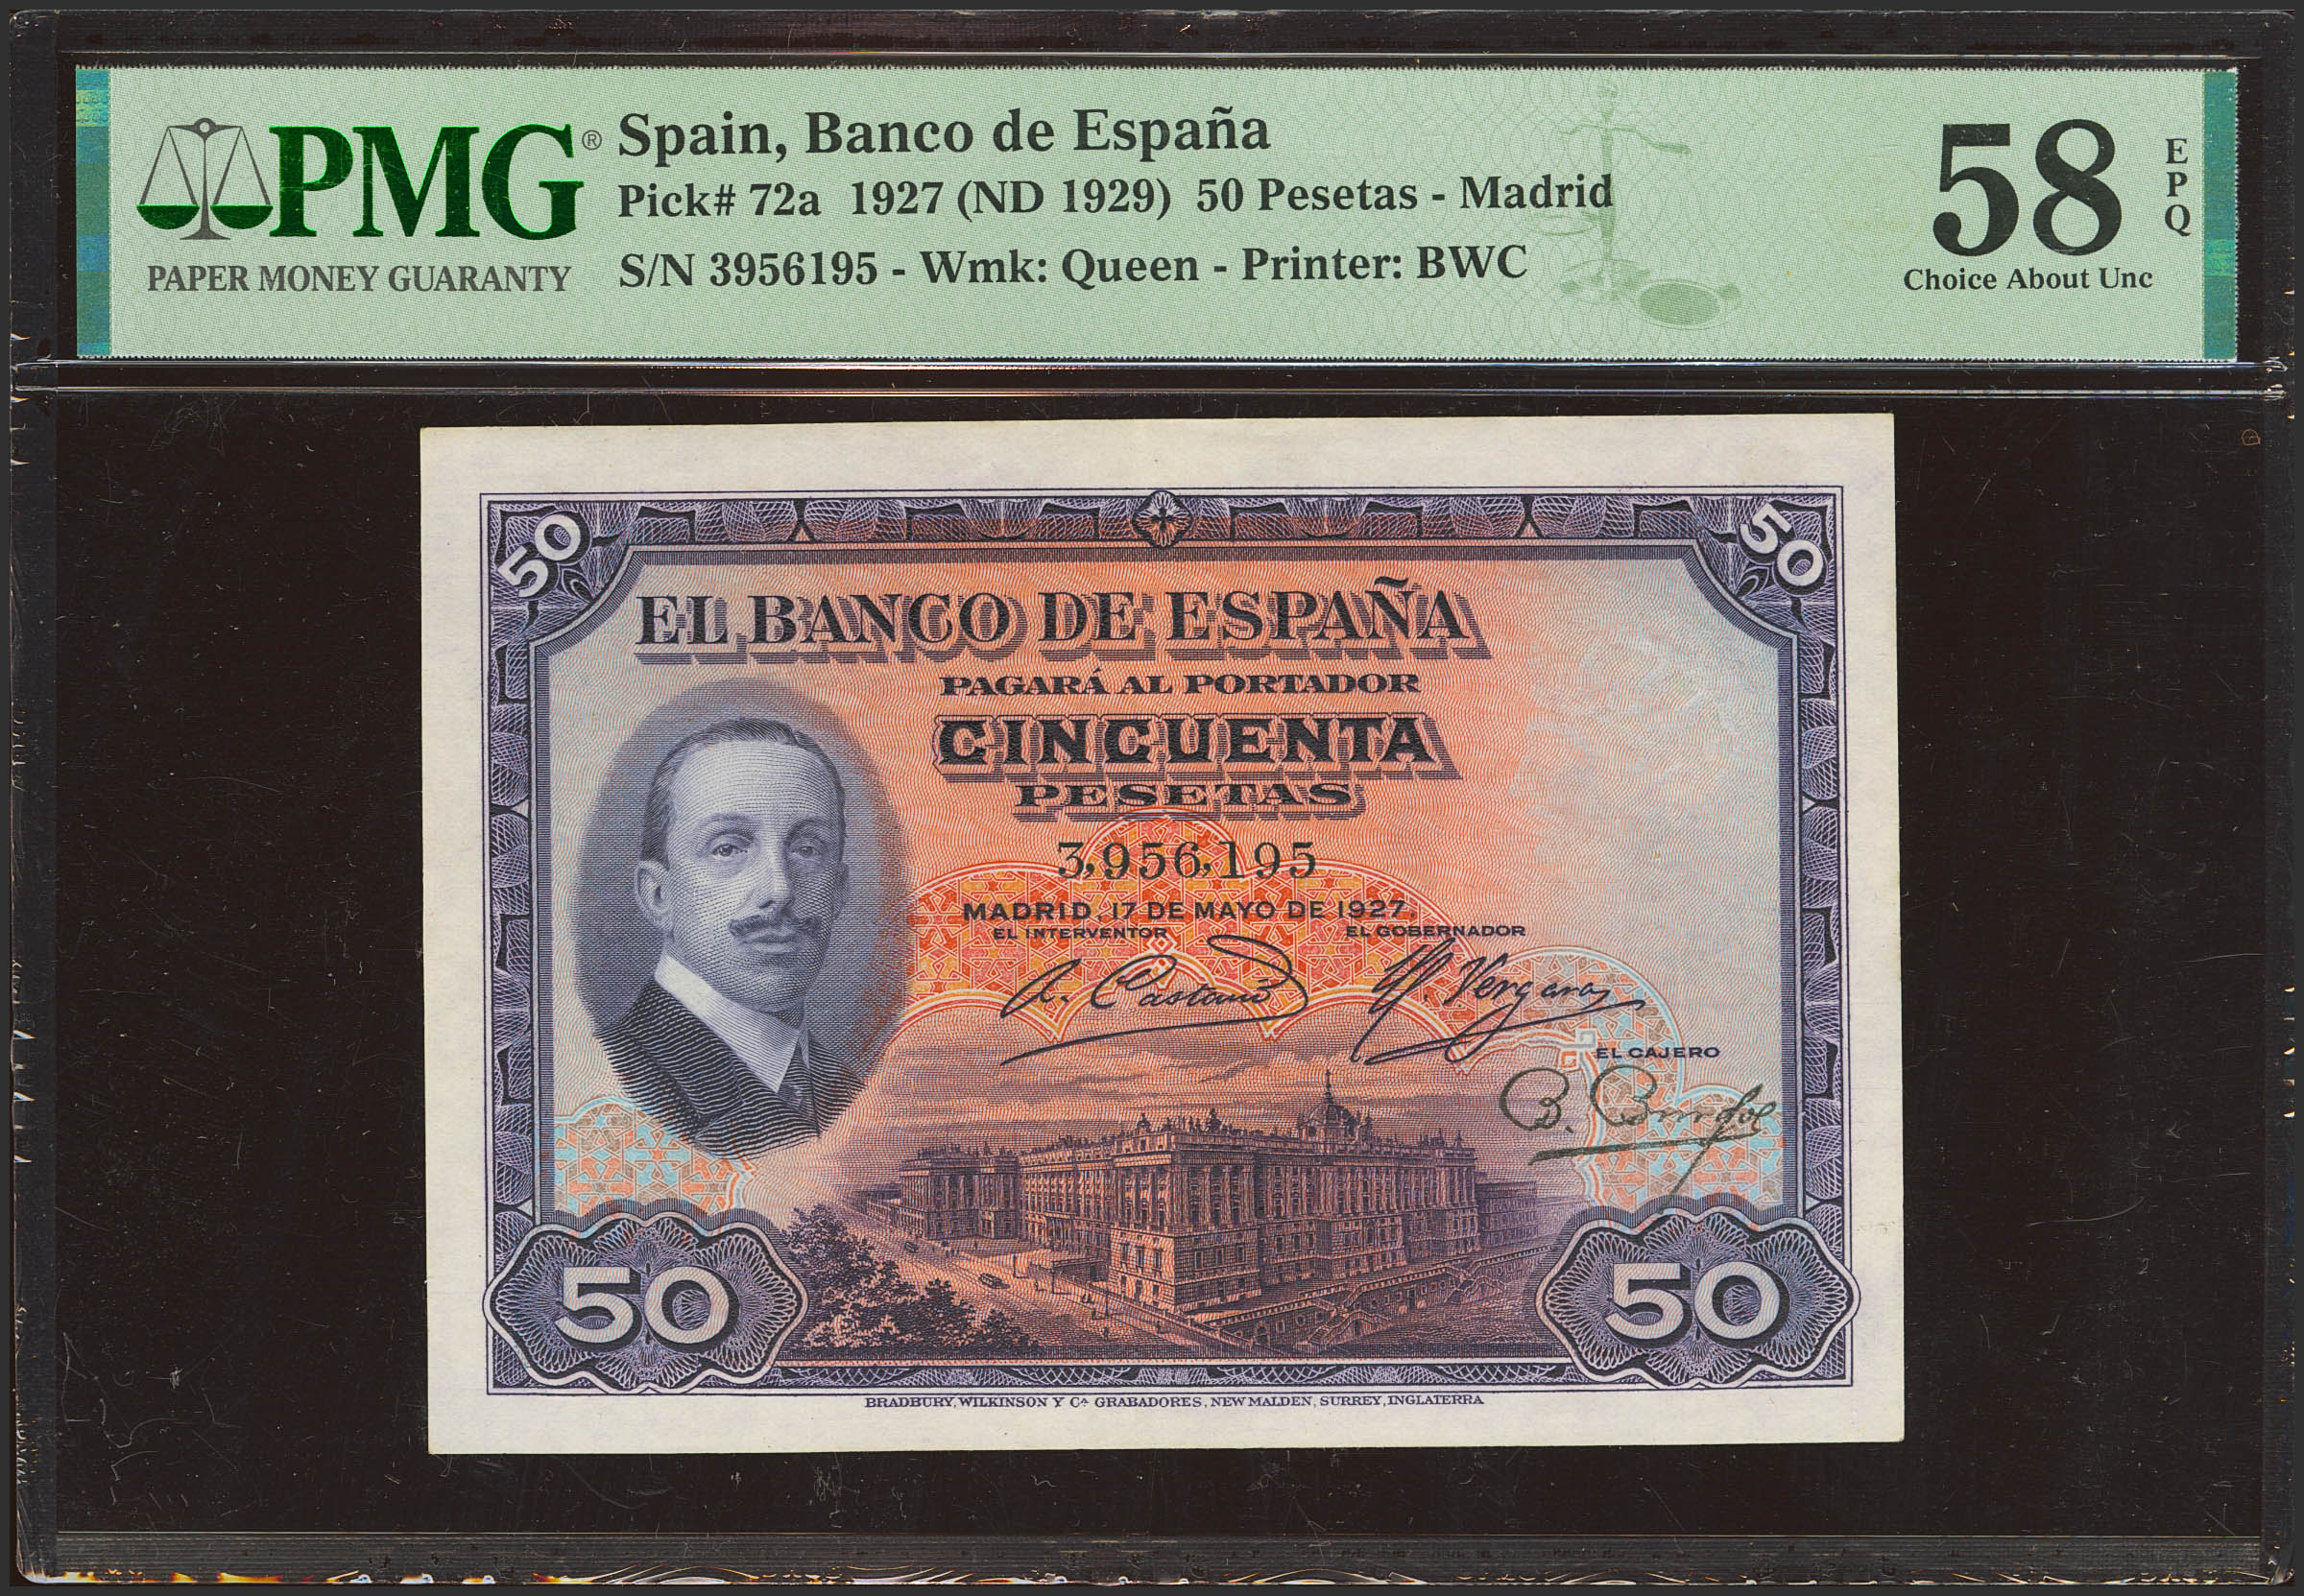 PMG®
PAPER MONEY GUARANTY
Spain, Banco de España
Pick# 72a 1927 (ND 1929) 50 Pesetas - Madrid
S/N 3956195 - Wmk: Queen - Printer: BWC
58
EPQ
Choice About Unc
50
50
EL BANCO DE ESPAÑA
PAGARÁ AL PORTADOR
CINCUENTA
PESETAS
3,956,195
MADRID, 17 DE MAYO DE 1927.
EL INTERVENTOR EL GOBERNADOR
A. Castaño V. Vergara
EL CAJERO
B.
50
50
BRADBURY, WILKINSON Y Cª GRABADORES, NEW MALDEN, SURREY, INGLATERRA